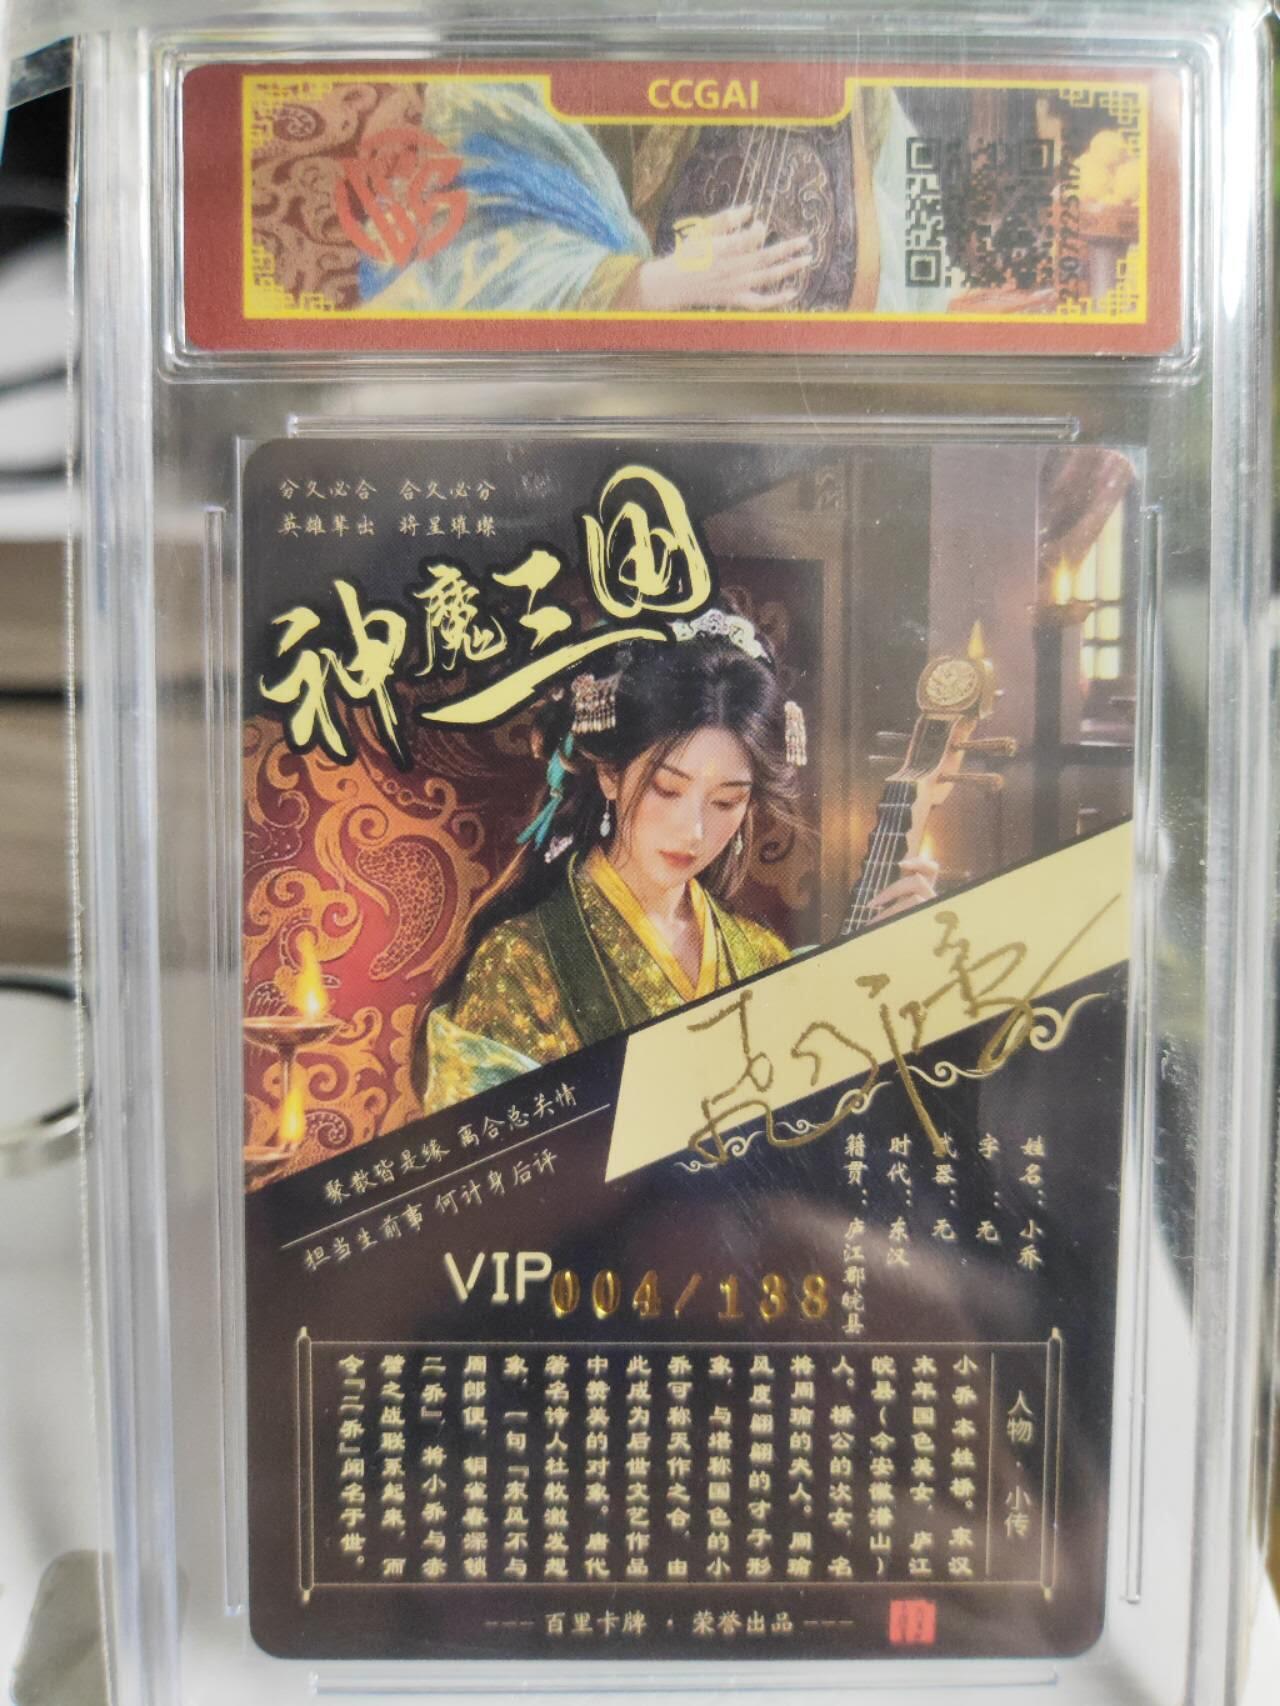 CCGAI
分久必合 合久必分
英雄辈出 将星璀璨
神魔三国
聚散皆是缘 离合总关情
担当生前事 何计身后评
姓名：小乔
字：无
武器：无
时代：东汉
籍贯：庐江郡皖县
VIP 004/138
人物·小传
小乔本姓桥。东汉
末年国色美女，庐江
皖县（今安徽潜山）
人。桥公的次女，名
将周瑜的夫人。周瑜
风度翩翩的才子形
象，与堪称国色的小
乔可称天作之合，由
此成为后世文艺作品
中赞美的对象。唐代
著名诗人杜牧激发想
象，一句『东风不与
周郎便，铜雀春深锁
二乔』，将小乔与赤
壁之战联系起来，而
令『二乔』闻名于世。
--- 百里卡牌 · 荣誉出品 ---